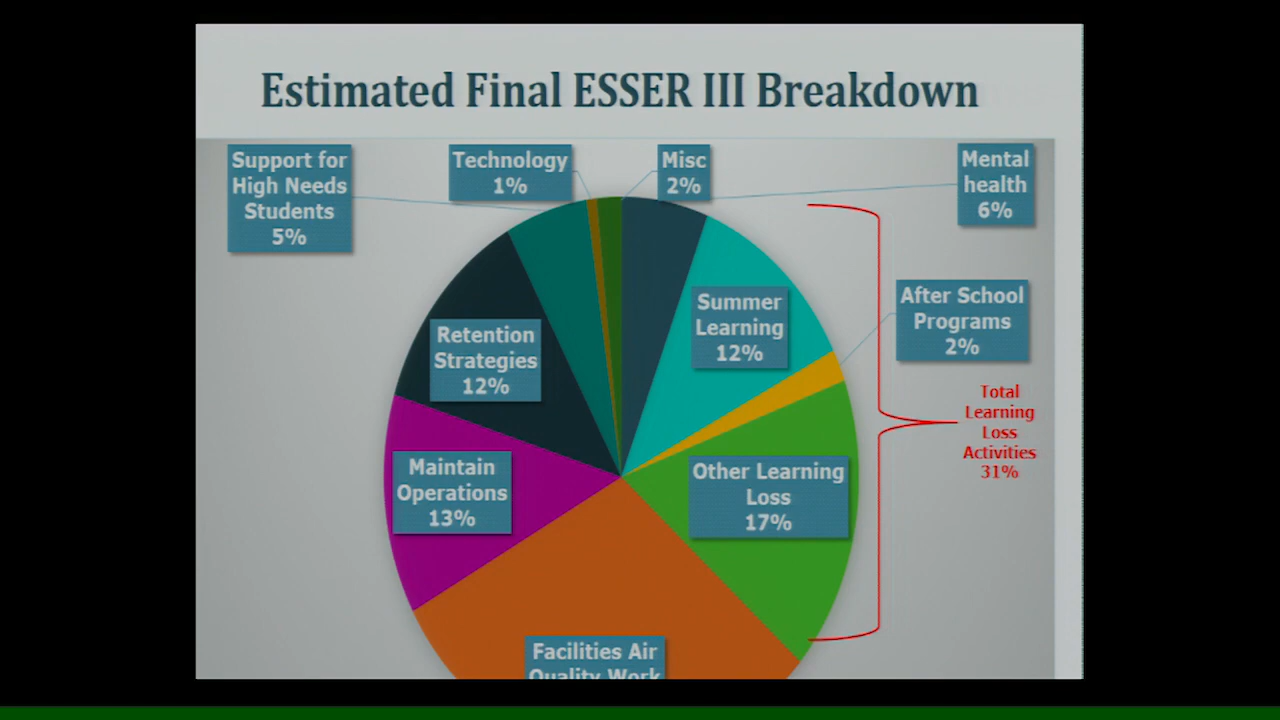 Estimated Final ESSER III Breakdown
Support for
High Needs
Students
5%
Technology
1%
Misc
2%
Mental
health
6%
Summer
Learning
12%
After School
Programs
2%
Retention
Strategies
12%
Total
Learning
Loss
Activities
31%
Maintain
Operations
13%
Other Learning
Loss
17%
Facilities Air
Quality Work